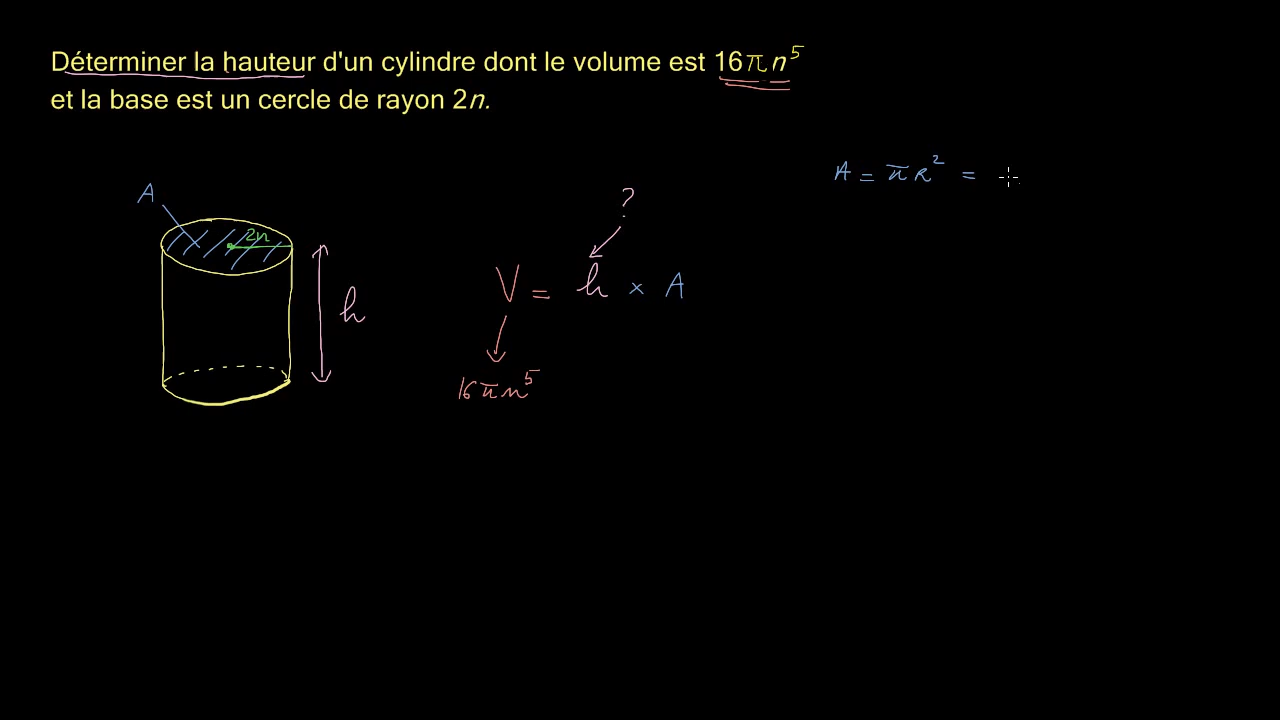 Déterminer la hauteur d'un cylindre dont le volume est 16πn⁵
et la base est un cercle de rayon 2n.
A = πR² =
A
?
2n
V = h × A
h
16πn⁵